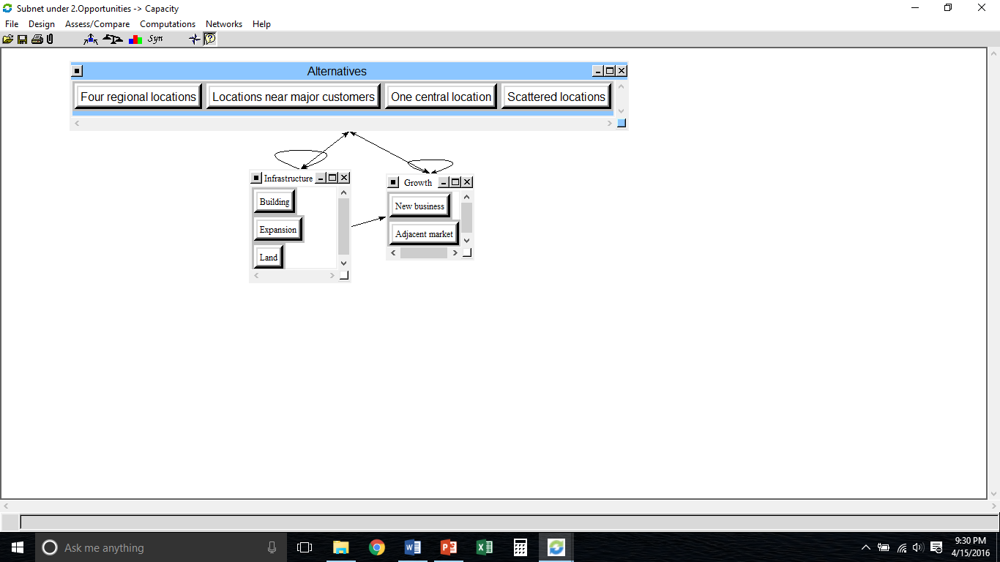 Subnet under 2.Opportunities -> Capacity
File Design Assess/Compare Computations Networks Help
Syn
Alternatives
Four regional locations Locations near major customers One central location Scattered locations
Infrastructure
Building
Expansion
Land
Growth
New business
Adjacent market
Ask me anything
9:30 PM
4/15/2016